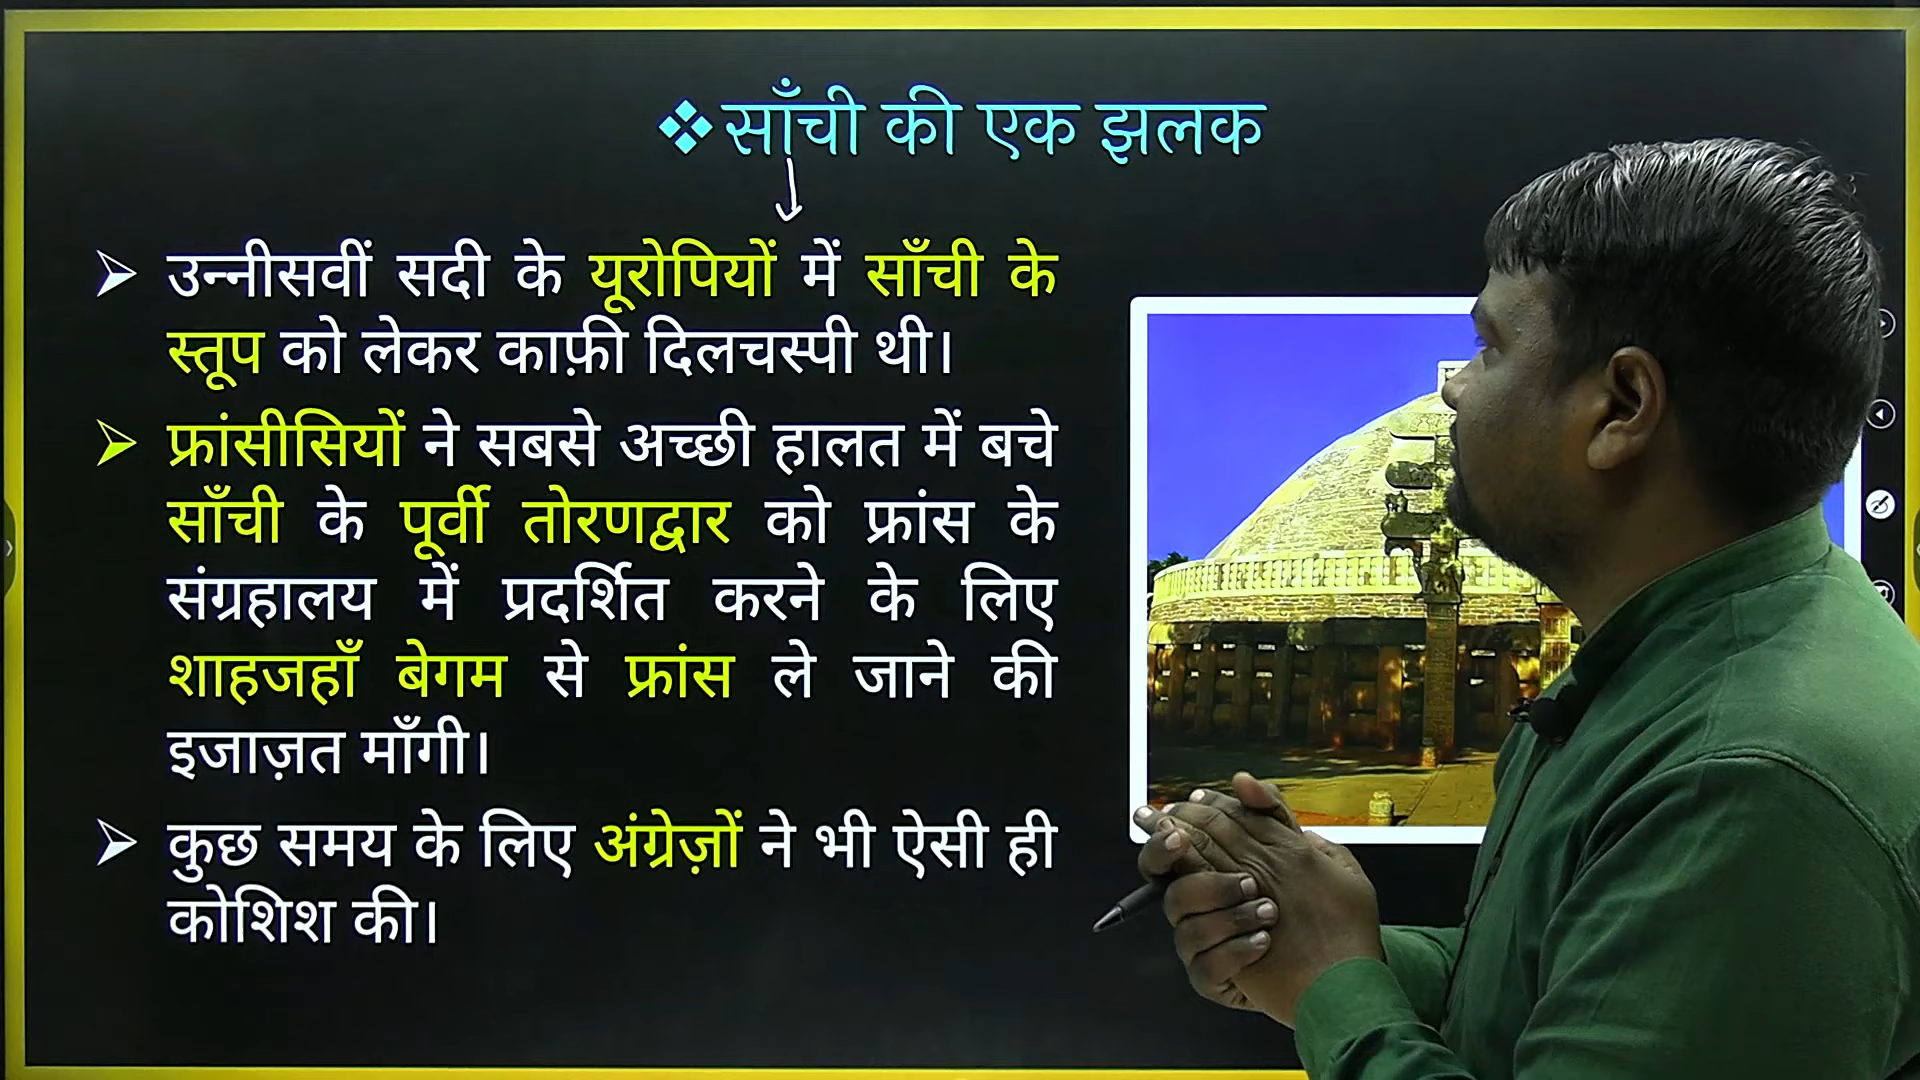 ❖साँची की एक झलक
➢ उन्नीसवीं सदी के यूरोपियों में साँची के
स्तूप को लेकर काफ़ी दिलचस्पी थी।
➢ फ्रांसीसियों ने सबसे अच्छी हालत में बचे
साँची के पूर्वी तोरणद्वार को फ्रांस के
संग्रहालय में प्रदर्शित करने के लिए
शाहजहाँ बेगम से फ्रांस ले जाने की
इजाज़त माँगी।
➢ कुछ समय के लिए अंग्रेज़ों ने भी ऐसी ही
कोशिश की।